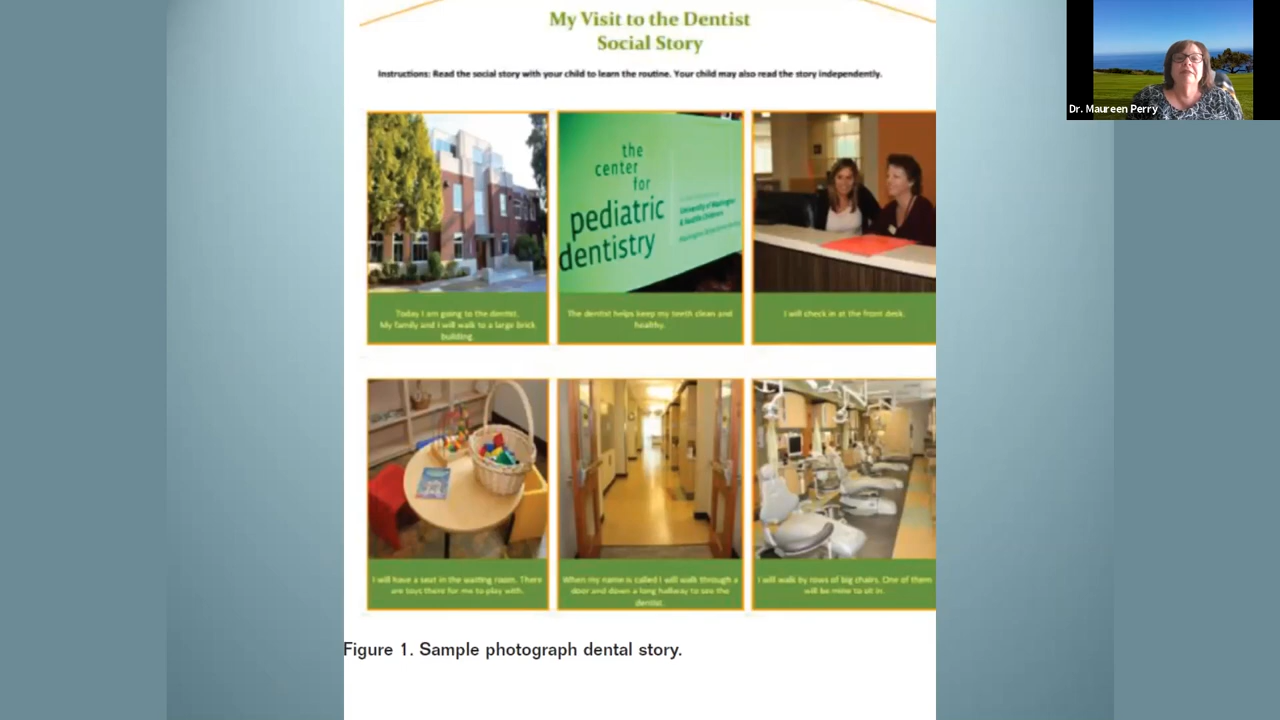 My Visit to the Dentist
Social Story
Instructions: Read the social story with your child to learn the routine. Your child may also read the story independently.
Dr. Maureen Perry
the
center
for
pediatric
dentistry
University of Washington
Today I am going to the dentist.
My family and I will walk to a large brick
building.
The dentist helps keep my teeth clean and
healthy.
I will check in at the front desk.
I will have a seat in the waiting room. There
are toys there for me to play with.
When my name is called I will walk through a
door and down a long hallway to see the
dentist.
I will walk by rows of big chairs. One of them
will be mine to sit in.
Figure 1. Sample photograph dental story.